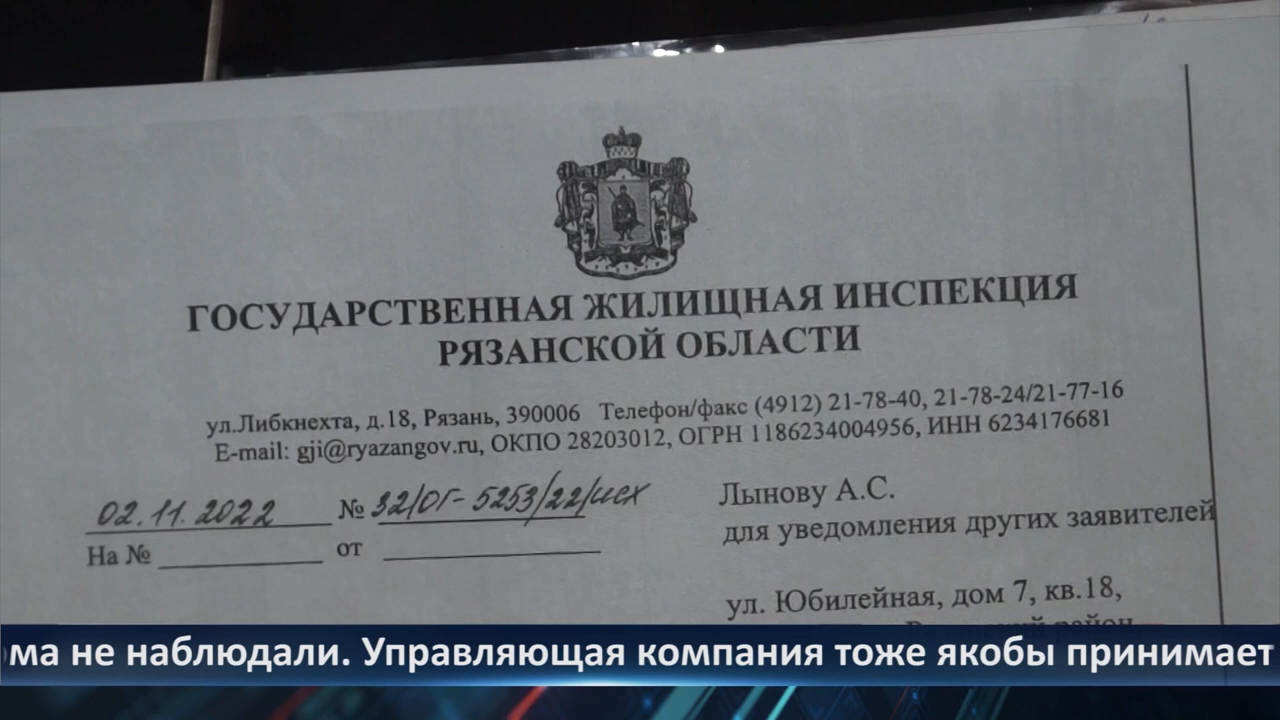 ГОСУДАРСТВЕННАЯ ЖИЛИЩНАЯ ИНСПЕКЦИЯ
РЯЗАНСКОЙ ОБЛАСТИ
ул.Либкнехта, д.18, Рязань, 390006 Телефон/факс (4912) 21-78-40, 21-78-24/21-77-16
E-mail: gji@ryazangov.ru, ОКПО 28203012, ОГРН 1186234004956, ИНН 6234176681
02.11.2022 № 32/ОГ-5253/22/исх
На № от
Лынову А.С.
для уведомления других заявителей
ул. Юбилейная, дом 7, кв.18,
район,
ма не наблюдали. Управляющая компания тоже якобы принимает